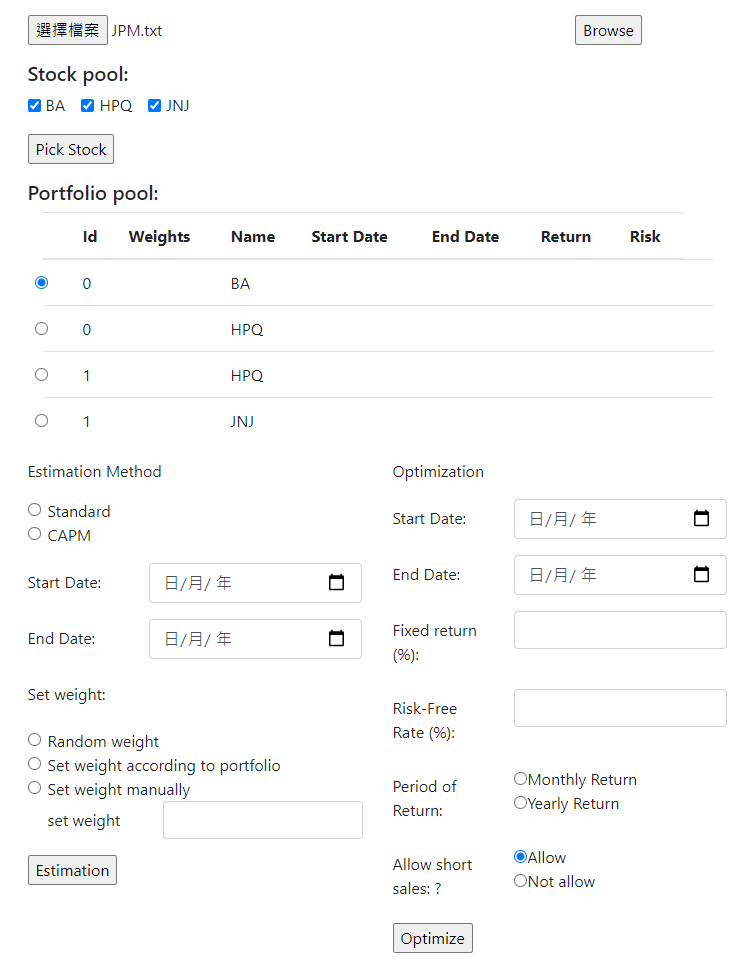 選擇檔案 JPM.txt Browse
Stock pool:
BA HPQ JNJ
Pick Stock
Portfolio pool:
Id Weights Name Start Date End Date Return Risk
0 BA
0 HPQ
1 HPQ
1 JNJ
Estimation Method
Standard
CAPM
Start Date: 日/月/ 年
End Date: 日/月/ 年
Set weight:
Random weight
Set weight according to portfolio
Set weight manually
set weight
Estimation
Optimization
Start Date: 日/月/ 年
End Date: 日/月/ 年
Fixed return
(%):
Risk-Free
Rate (%):
Period of
Return:
Monthly Return
Yearly Return
Allow short
sales: ?
Allow
Not allow
Optimize